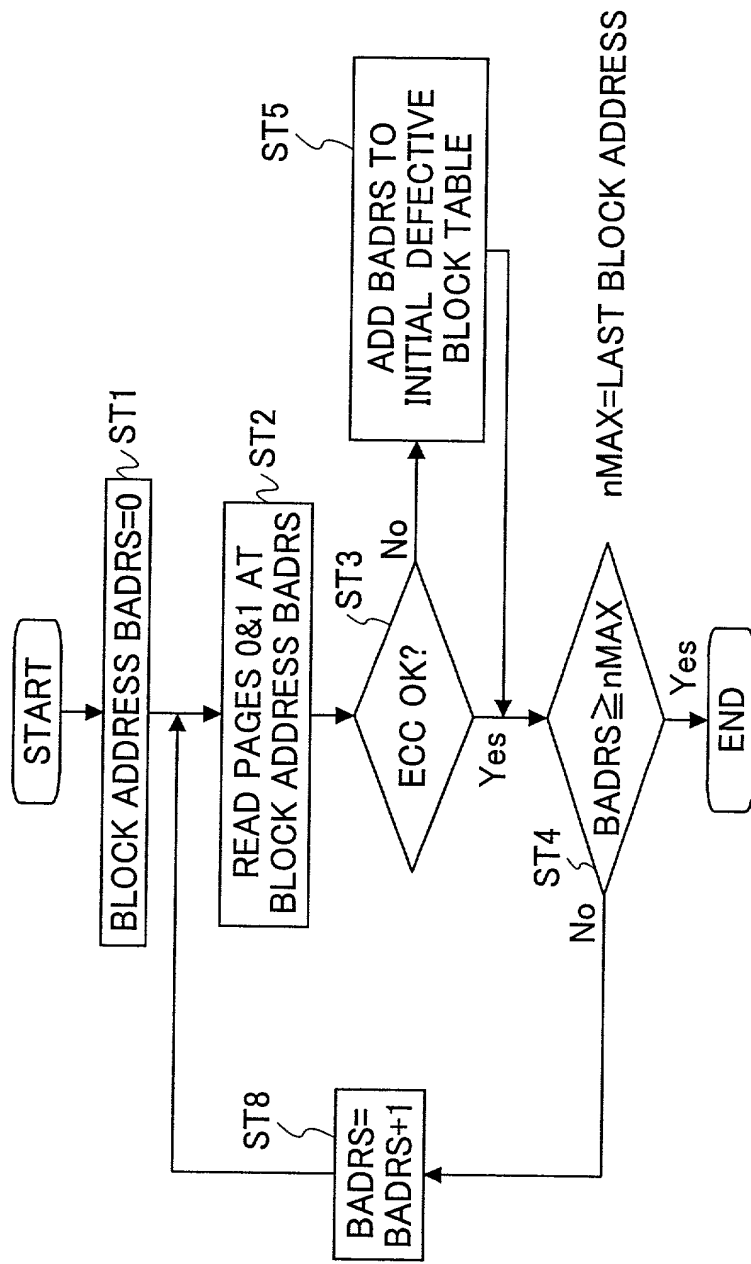 START
BLOCK ADDRESS BADRS=0
ST1
READ PAGES 0&1 AT
BLOCK ADDRESS BADRS
ST2
ECC OK?
ST3
No
Yes
ADD BADRS TO
INITIAL DEFECTIVE
BLOCK TABLE
ST5
BADRS≧nMAX
ST4
No
Yes
BADRS=
BADRS+1
ST8
END
nMAX=LAST BLOCK ADDRESS